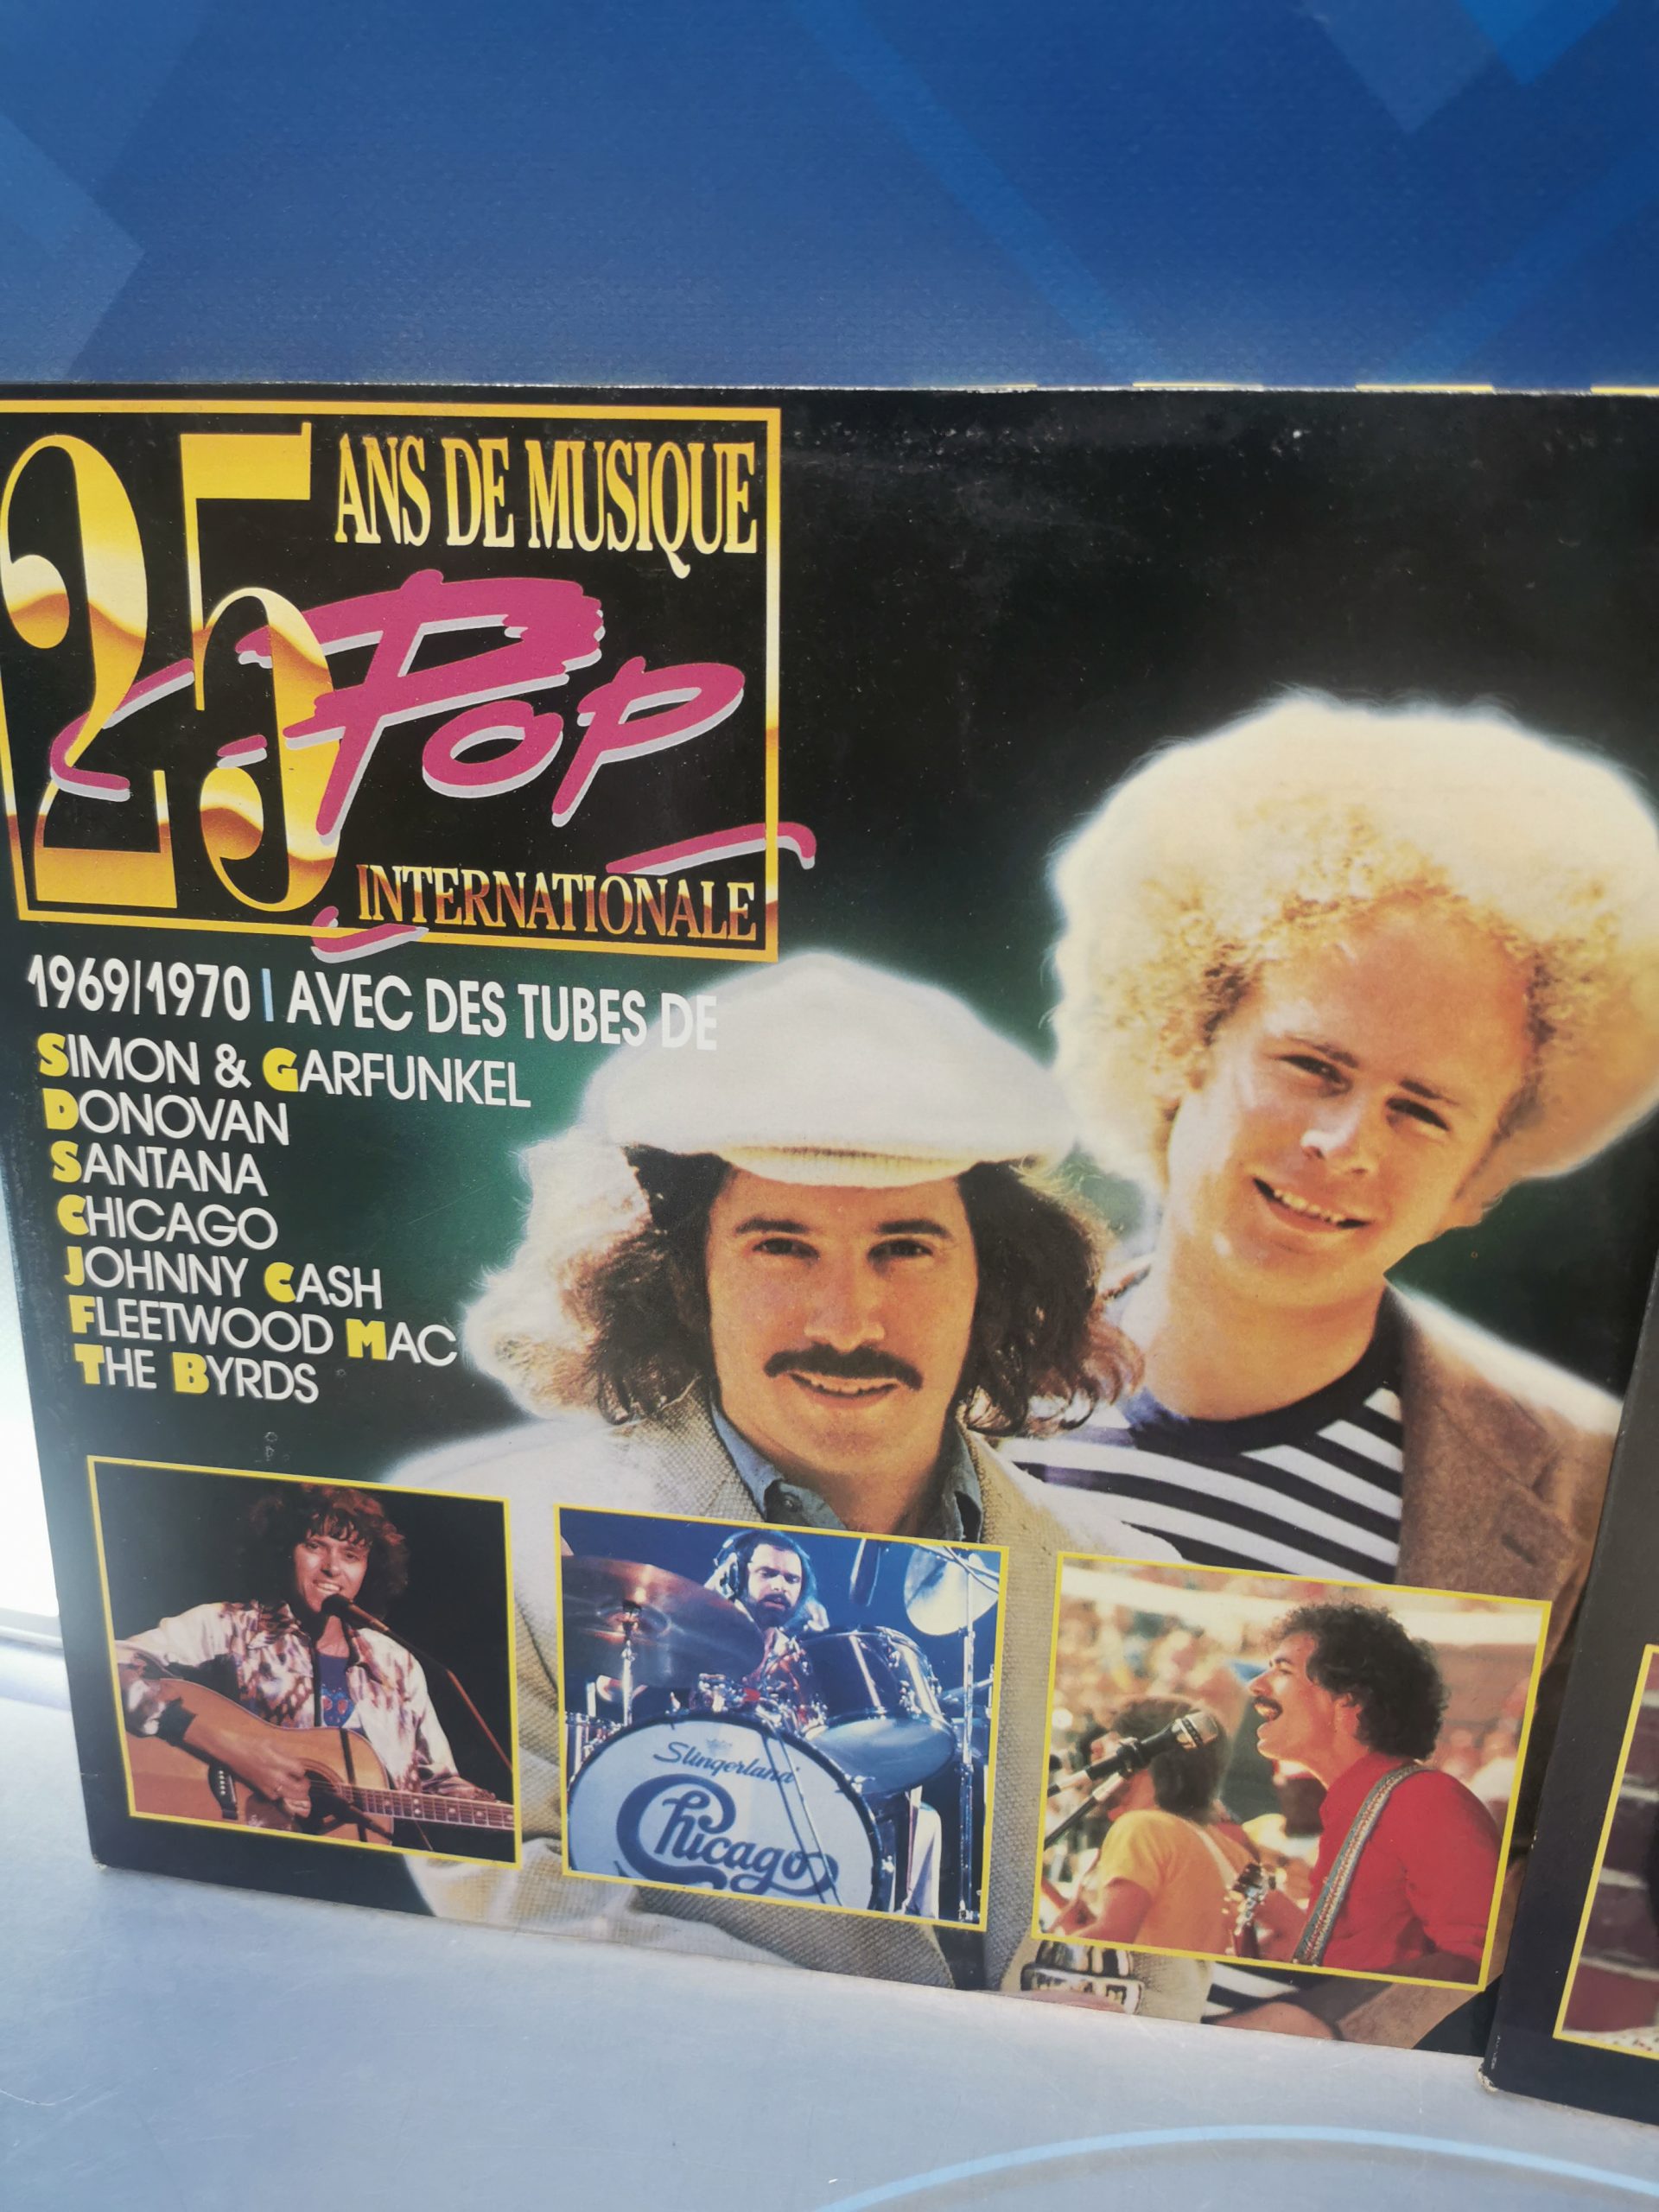 25 ANS DE MUSIQUE
Pop
INTERNATIONALE
1969/1970 | AVEC DES TUBES DE
SIMON & GARFUNKEL
DONOVAN
SANTANA
CHICAGO
JOHNNY CASH
FLEETWOOD MAC
THE BYRDS
Slingerland
Chicago